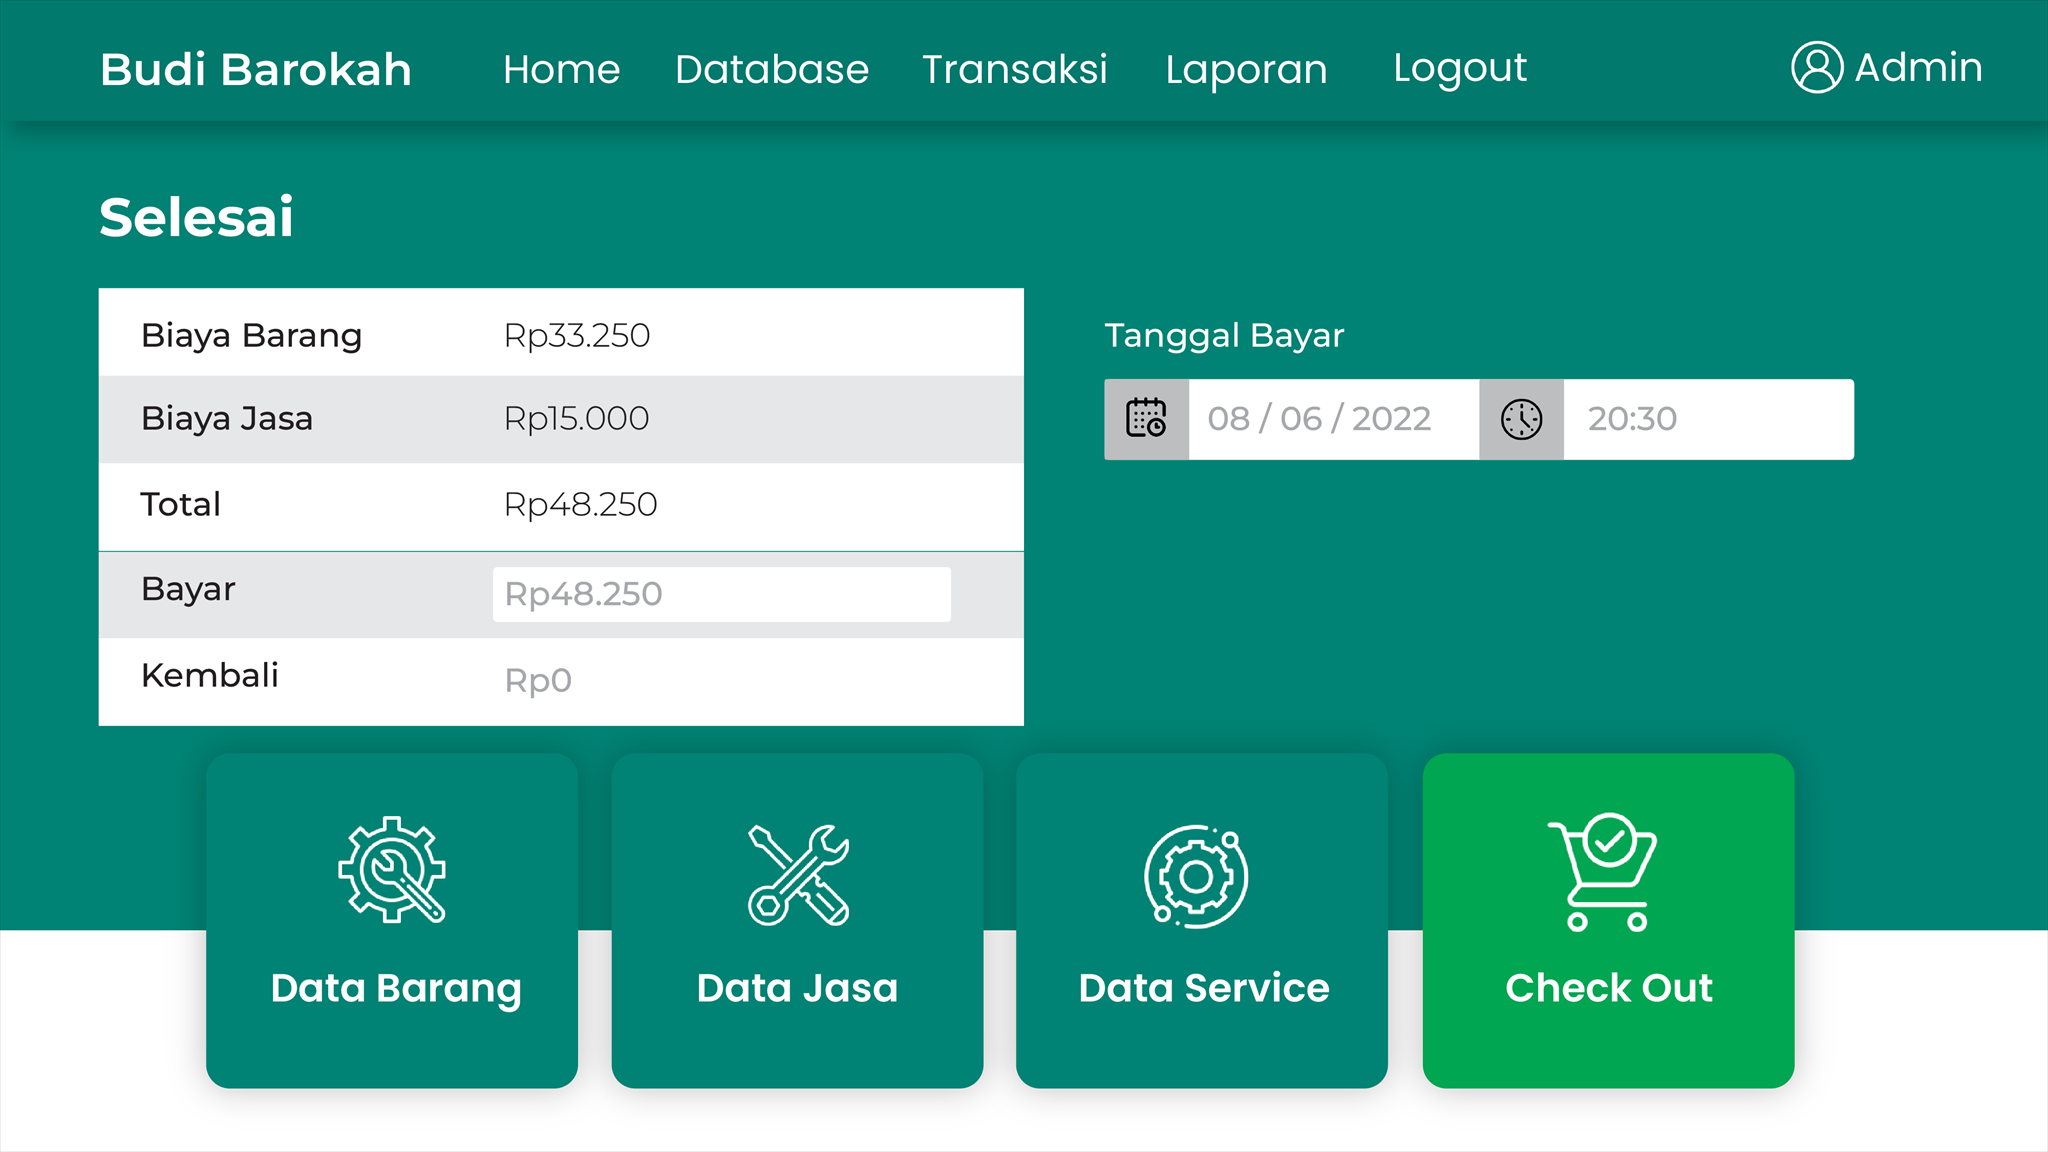 Budi Barokah Home Database Transaksi Laporan Logout Admin
Selesai
Biaya Barang Rp33.250
Biaya Jasa Rp15.000
Total Rp48.250
Bayar Rp48.250
Kembali Rp0
Tanggal Bayar
08 / 06 / 2022 20:30
Data Barang
Data Jasa
Data Service
Check Out